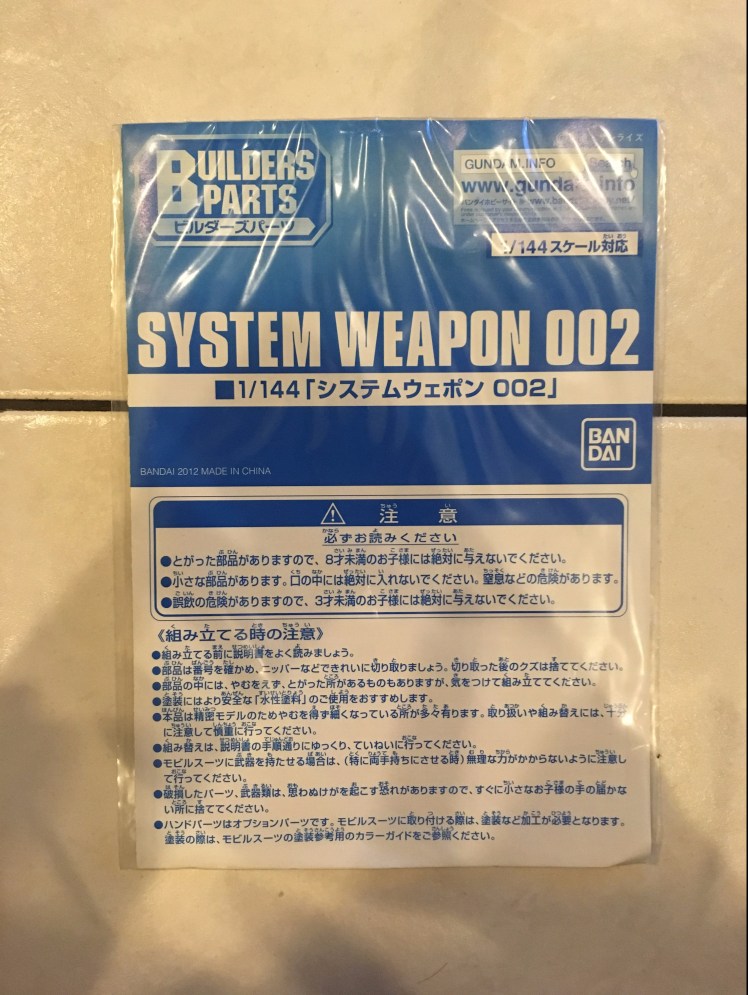 BUILDERS
PARTS
ビルダーズパーツ
GUNDAM.INFO Search!
1/144スケール対応
SYSTEM WEAPON 002
■1/144「システムウェポン 002」
BANDAI 2012 MADE IN CHINA
BAN
DAI
⚠ 注意
必ずお読みください
●とがった部品がありますので、8才未満のお子様には絶対に与えないでください。
●小さな部品があります。口の中には絶対に入れないでください。窒息などの危険があります。
●誤飲の危険がありますので、3才未満のお子様には絶対に与えないでください。
《組み立てる時の注意》
●組み立てる前に説明書をよく読みましょう。
●部品は番号を確かめ、ニッパーなどできれいに切り取りましょう。切り取った後のクズは捨ててください。
●部品の中には、やむをえず、とがった所があるものもありますが、気をつけて組み立ててください。
●塗装にはより安全な「水性塗料」のご使用をおすすめします。
●本品は精密モデルのためやむを得ず細くなっている所が多々有ります。取り扱いや組み替えには、十分
に注意して慎重に行ってください。
●組み替えは、説明書の手順通りにゆっくり、ていねいに行ってください。
●モビルスーツに武器を持たせる場合は、(特に両手持ちにさせる時)無理な力がかからないように注意し
て行ってください。
●破損したパーツ、武器類は、思わぬけがを起こす恐れがありますので、すぐに小さなお子様の手の届かな
い所に捨ててください。
●ハンドパーツはオプションパーツです。モビルスーツに取り付ける際は、塗装など加工が必要となります。
塗装の際は、モビルスーツの塗装参考用のカラーガイドをご参照ください。